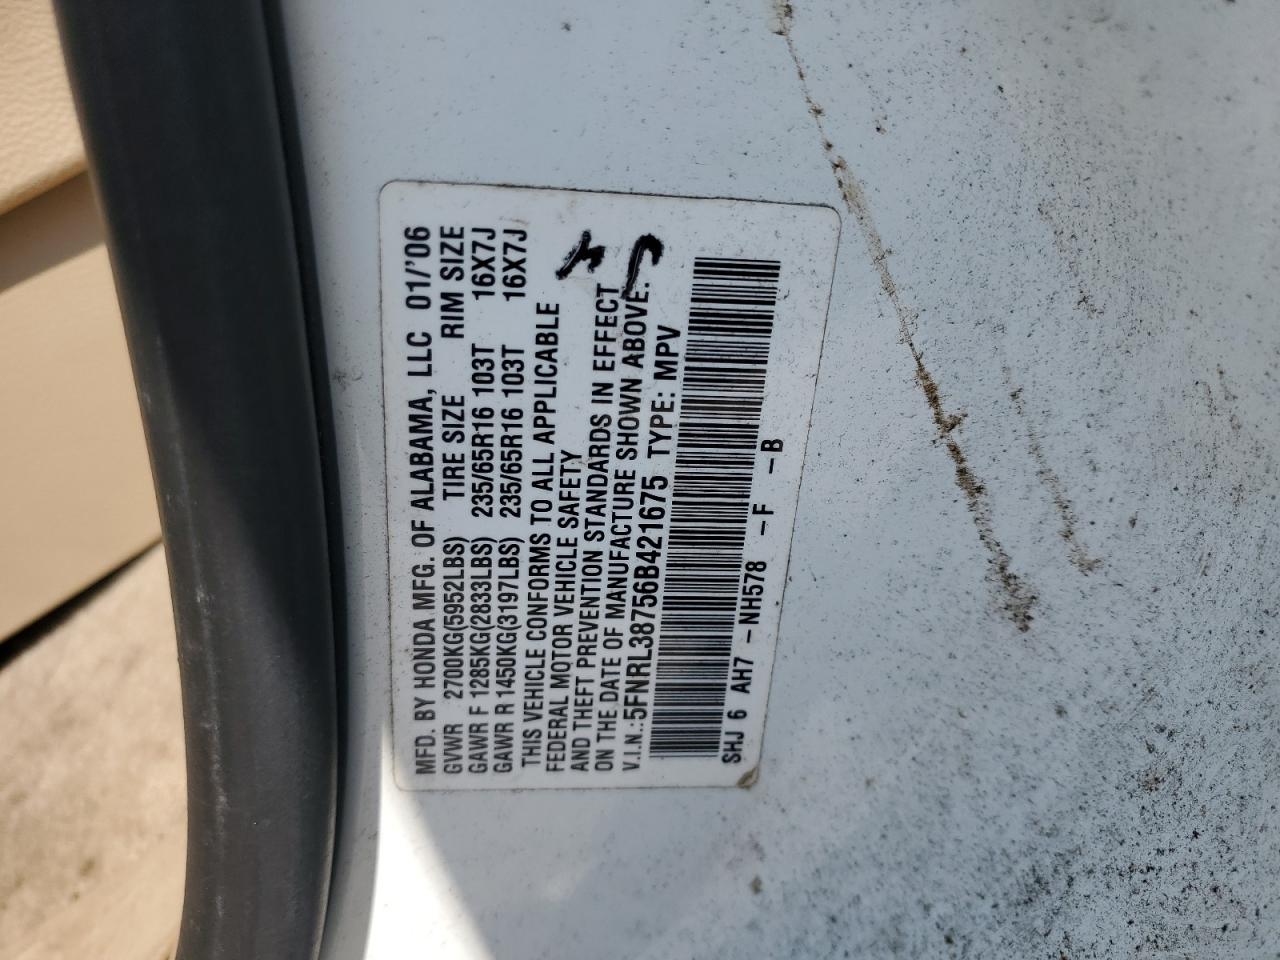 MFD. BY HONDA MFG. OF ALABAMA, LLC 01/'06
GVWR 2700KG(5952LBS) TIRE SIZE RIM SIZE
GAWR F 1285KG(2833LBS) 235/65R16 103T 16X7J
GAWR R 1450KG(3197LBS) 235/65R16 103T 16X7J
THIS VEHICLE CONFORMS TO ALL APPLICABLE
FEDERAL MOTOR VEHICLE SAFETY
AND THEFT PREVENTION STANDARDS IN EFFECT
ON THE DATE OF MANUFACTURE SHOWN ABOVE.
V.I.N.:5FNRL38756B421675 TYPE: MPV
SHJ 6 AH7 -NH578 -F -B